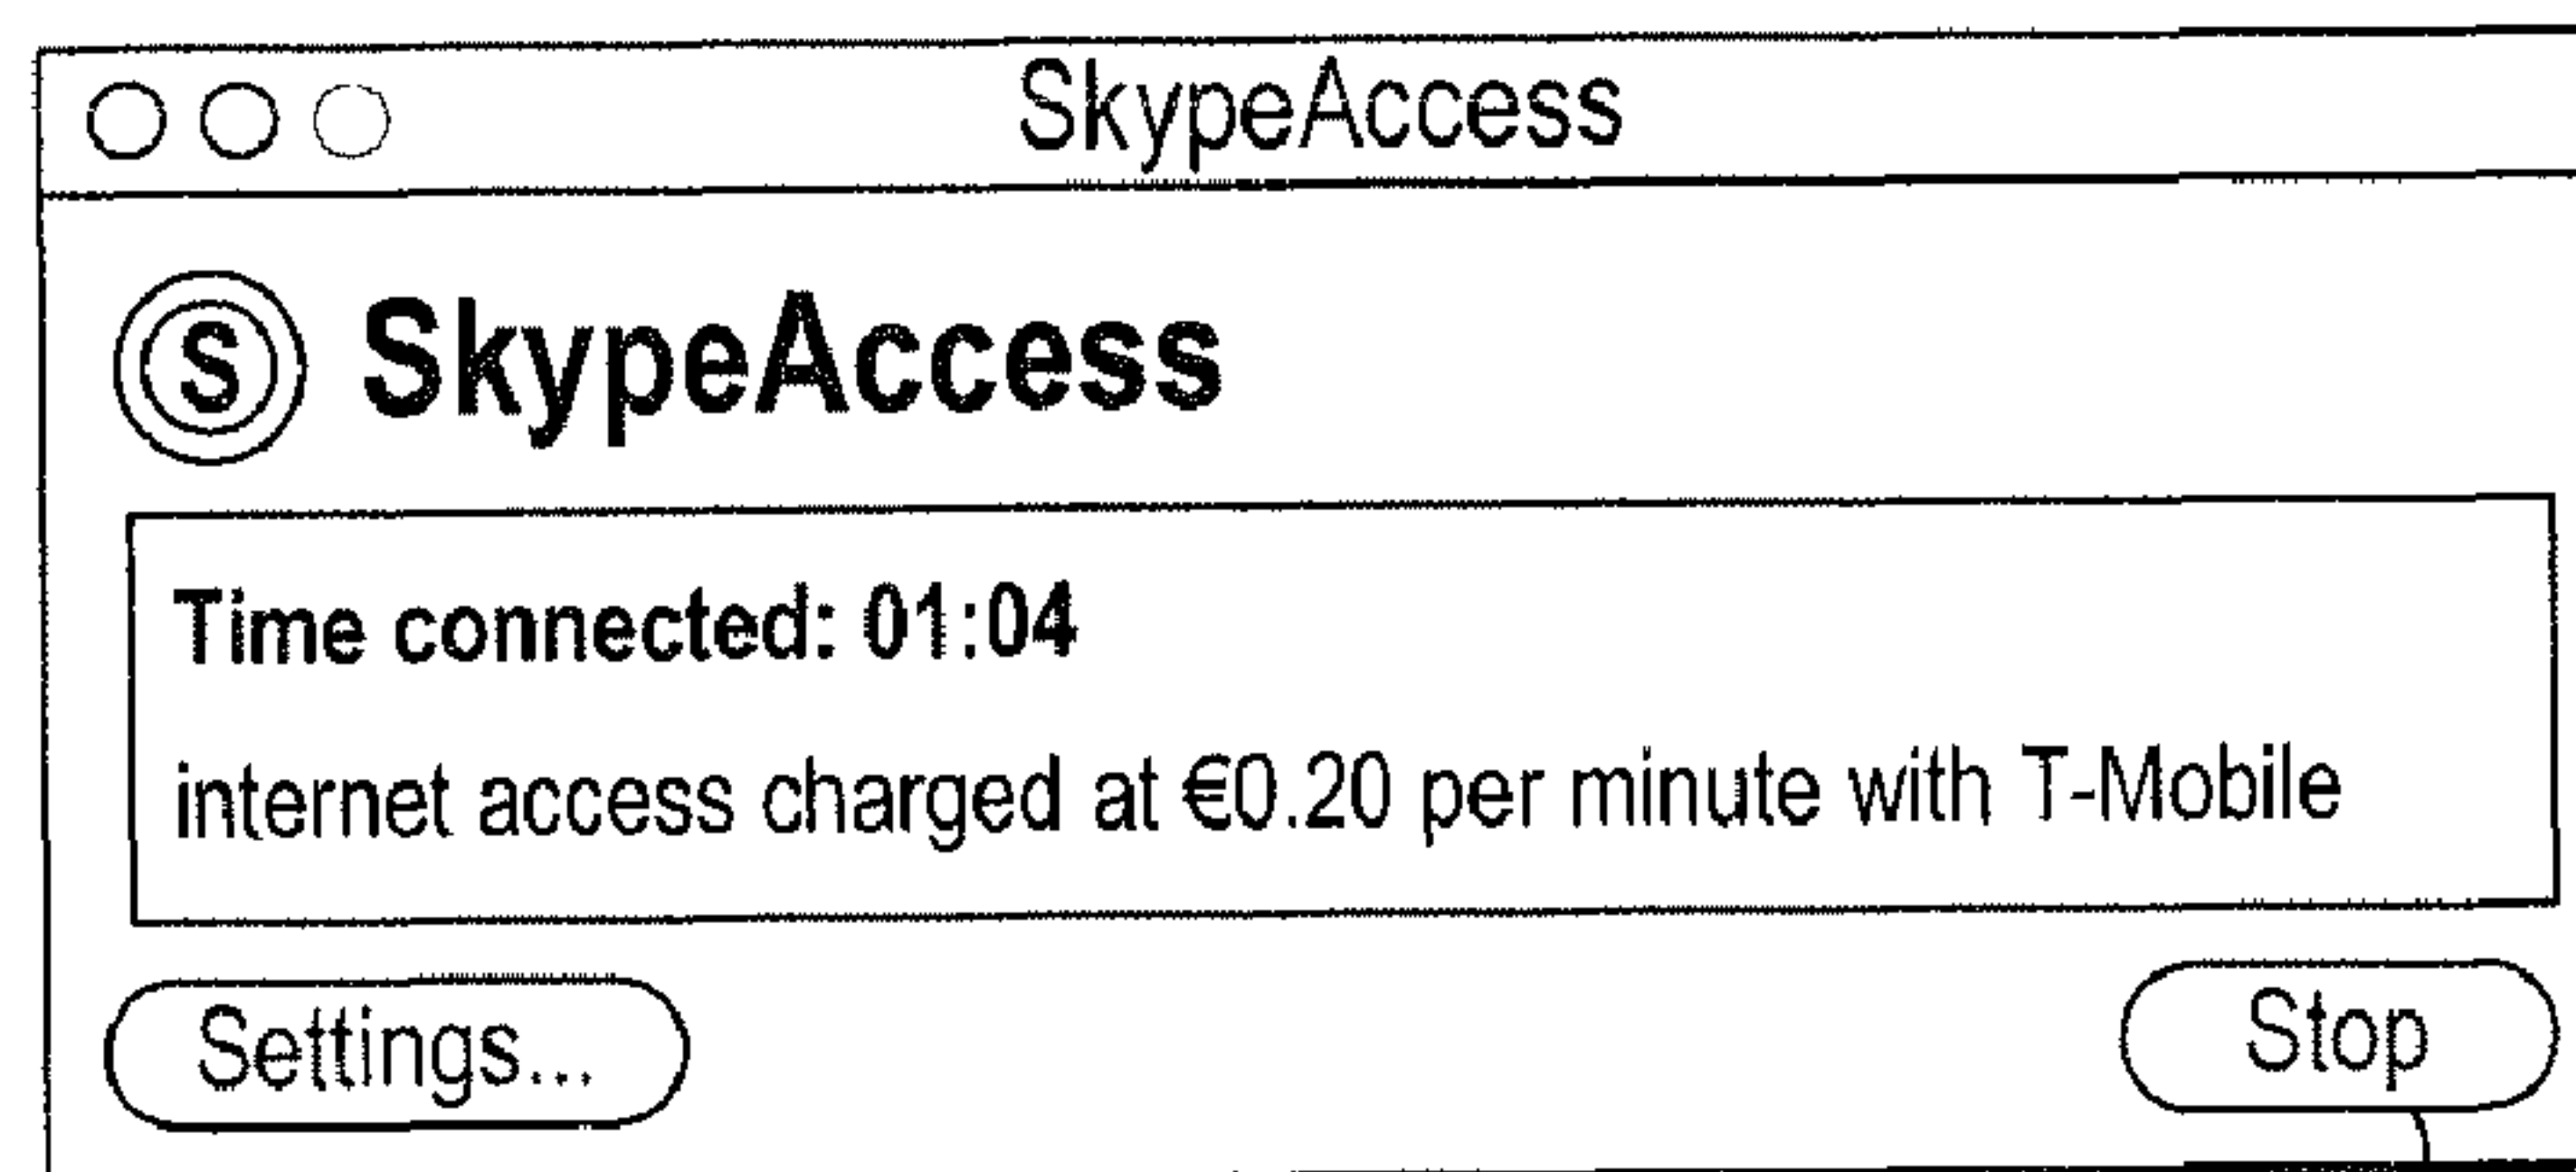 SkypeAccess
S SkypeAccess
Time connected: 01:04
internet access charged at €0.20 per minute with T-Mobile
Settings... Stop